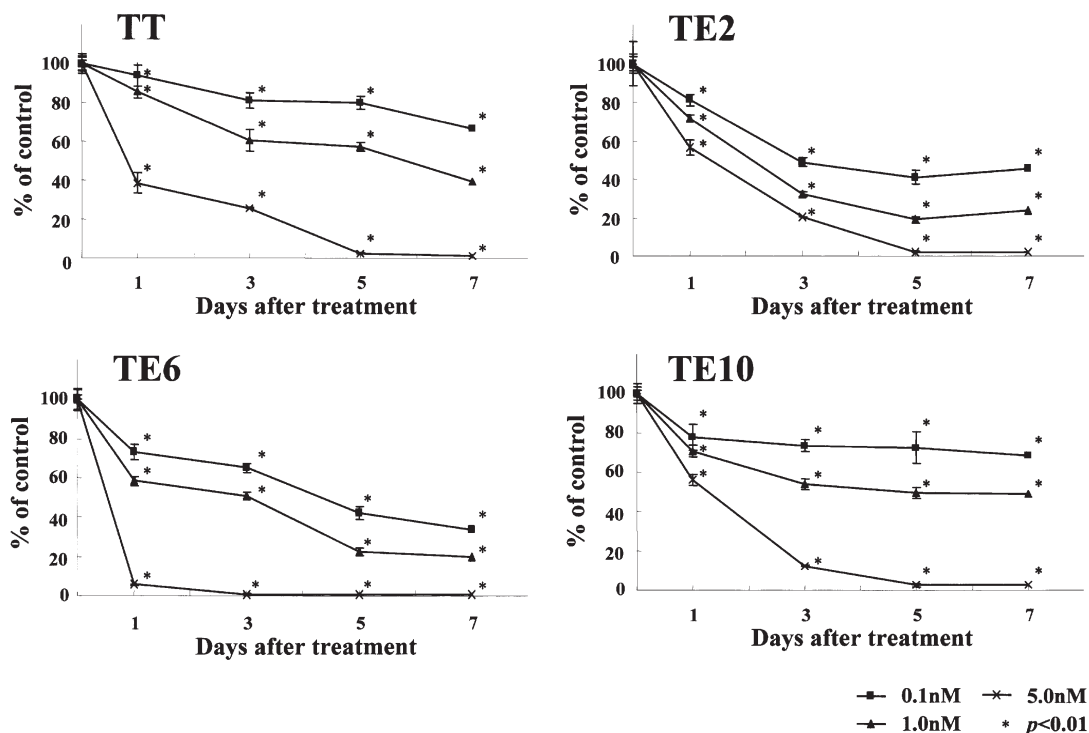 TT
% of control
100
80
60
40
20
0
1 3 5 7
Days after treatment
TE2
% of control
100
80
60
40
20
0
1 3 5 7
Days after treatment
TE6
% of control
100
80
60
40
20
0
1 3 5 7
Days after treatment
TE10
% of control
100
80
60
40
20
0
1 3 5 7
Days after treatment
0.1nM 5.0nM
1.0nM * p<0.01